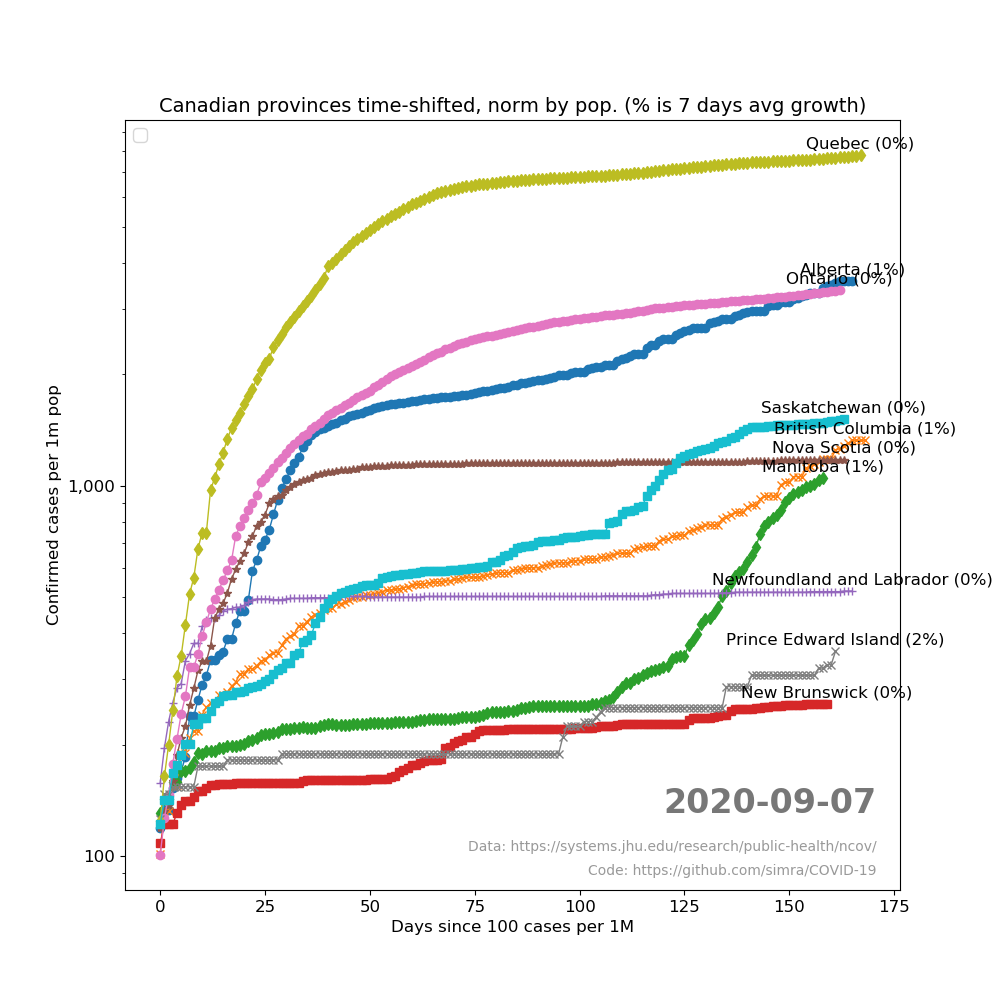 Canadian provinces time-shifted, norm by pop. (% is 7 days avg growth)
Quebec (0%)
Alberta (1%)
Ontario (0%)
Saskatchewan (0%)
British Columbia (1%)
Nova Scotia (0%)
Manitoba (1%)
Newfoundland and Labrador (0%)
Prince Edward Island (2%)
New Brunswick (0%)
2020-09-07
Data: https://systems.jhu.edu/research/public-health/ncov/
Code: https://github.com/simra/COVID-19
Confirmed cases per 1m pop
1,000
100
0 25 50 75 100 125 150 175
Days since 100 cases per 1M